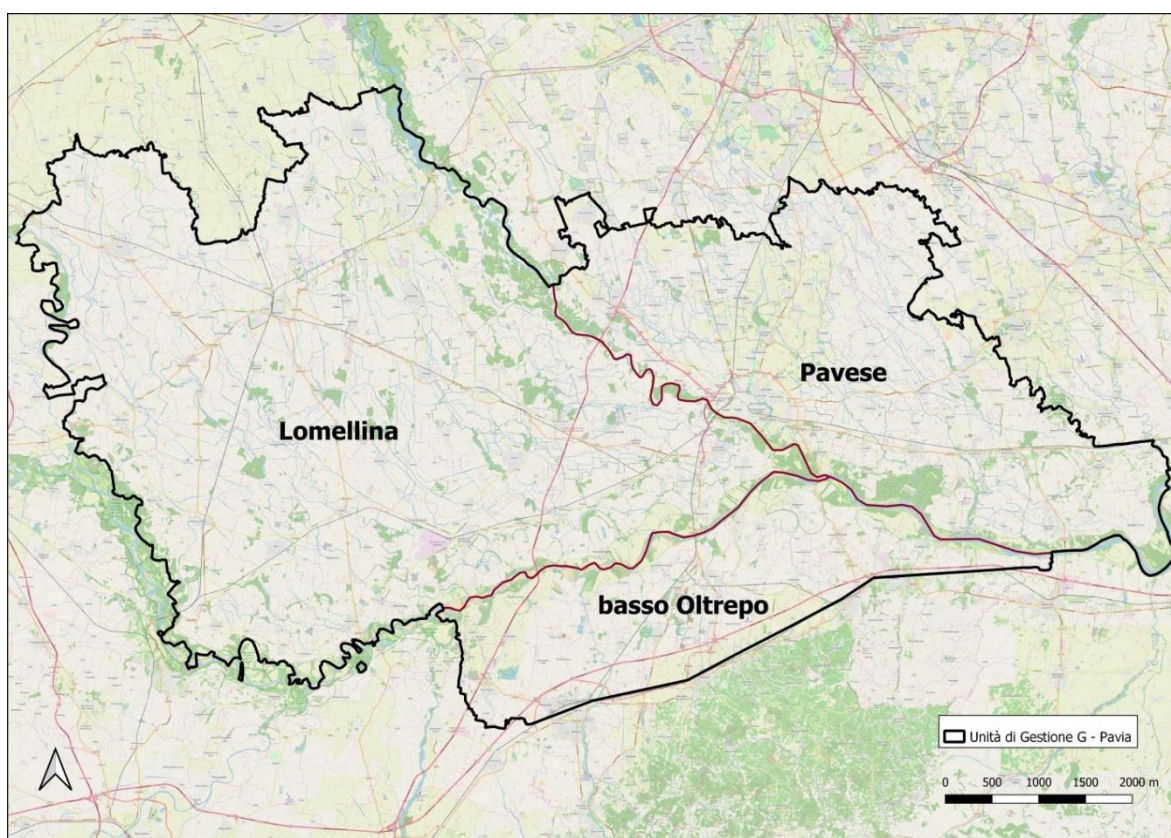 Pavese
Lomellina
basso Oltrepo
Unità di Gestione G - Pavia
0 500 1000 1500 2000 m